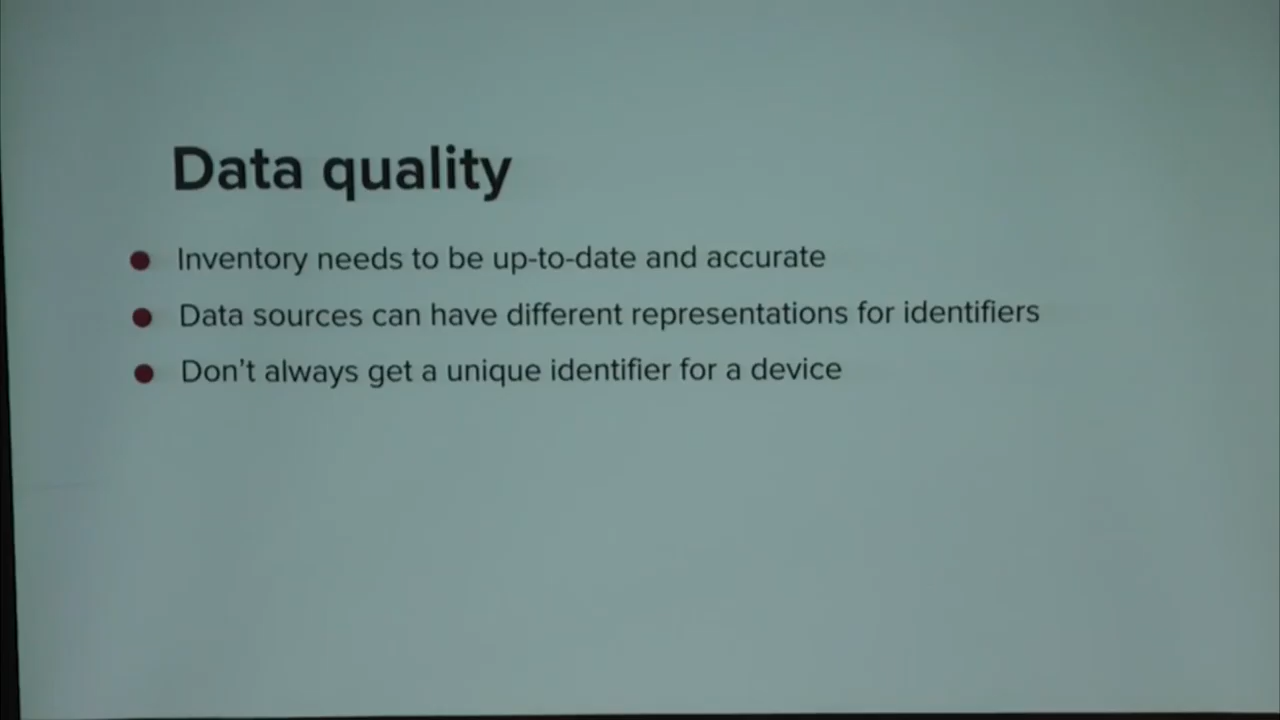 Data quality
Inventory needs to be up-to-date and accurate
Data sources can have different representations for identifiers
Don't always get a unique identifier for a device